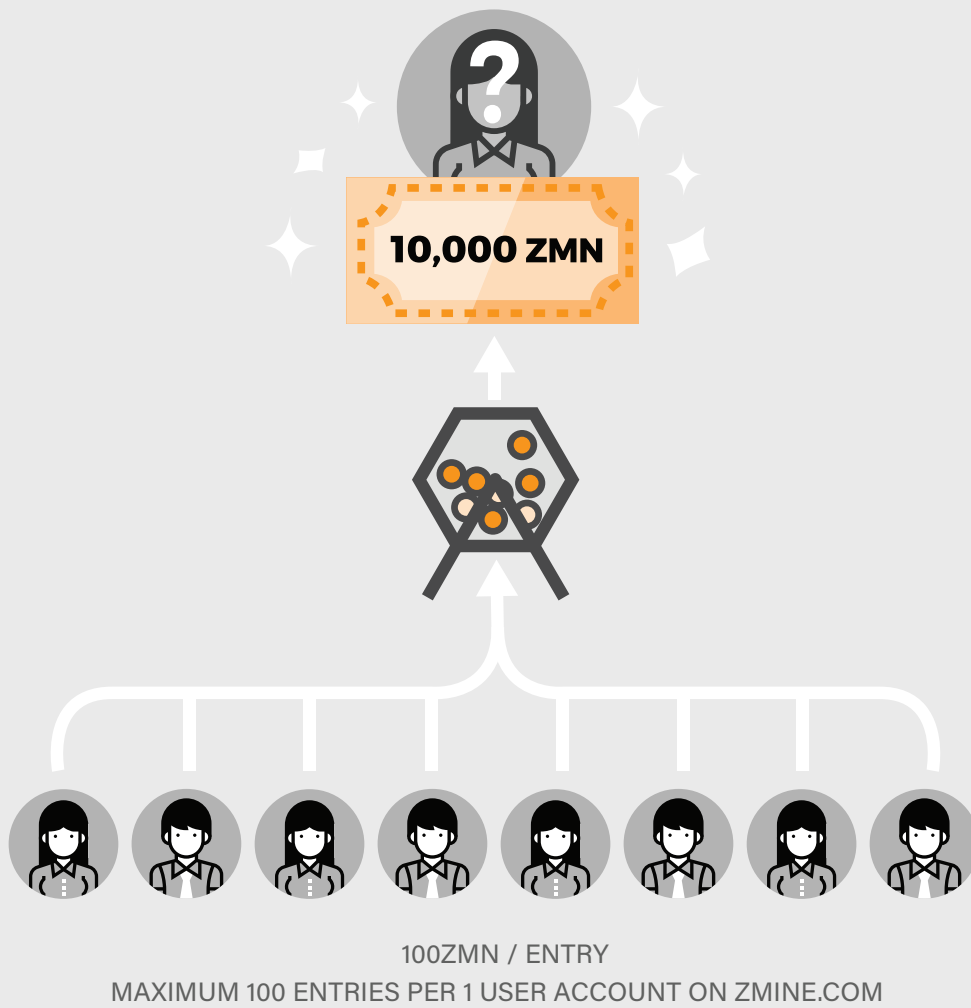 ?
10,000 ZMN
100ZMN / ENTRY
MAXIMUM 100 ENTRIES PER 1 USER ACCOUNT ON ZMINE.COM